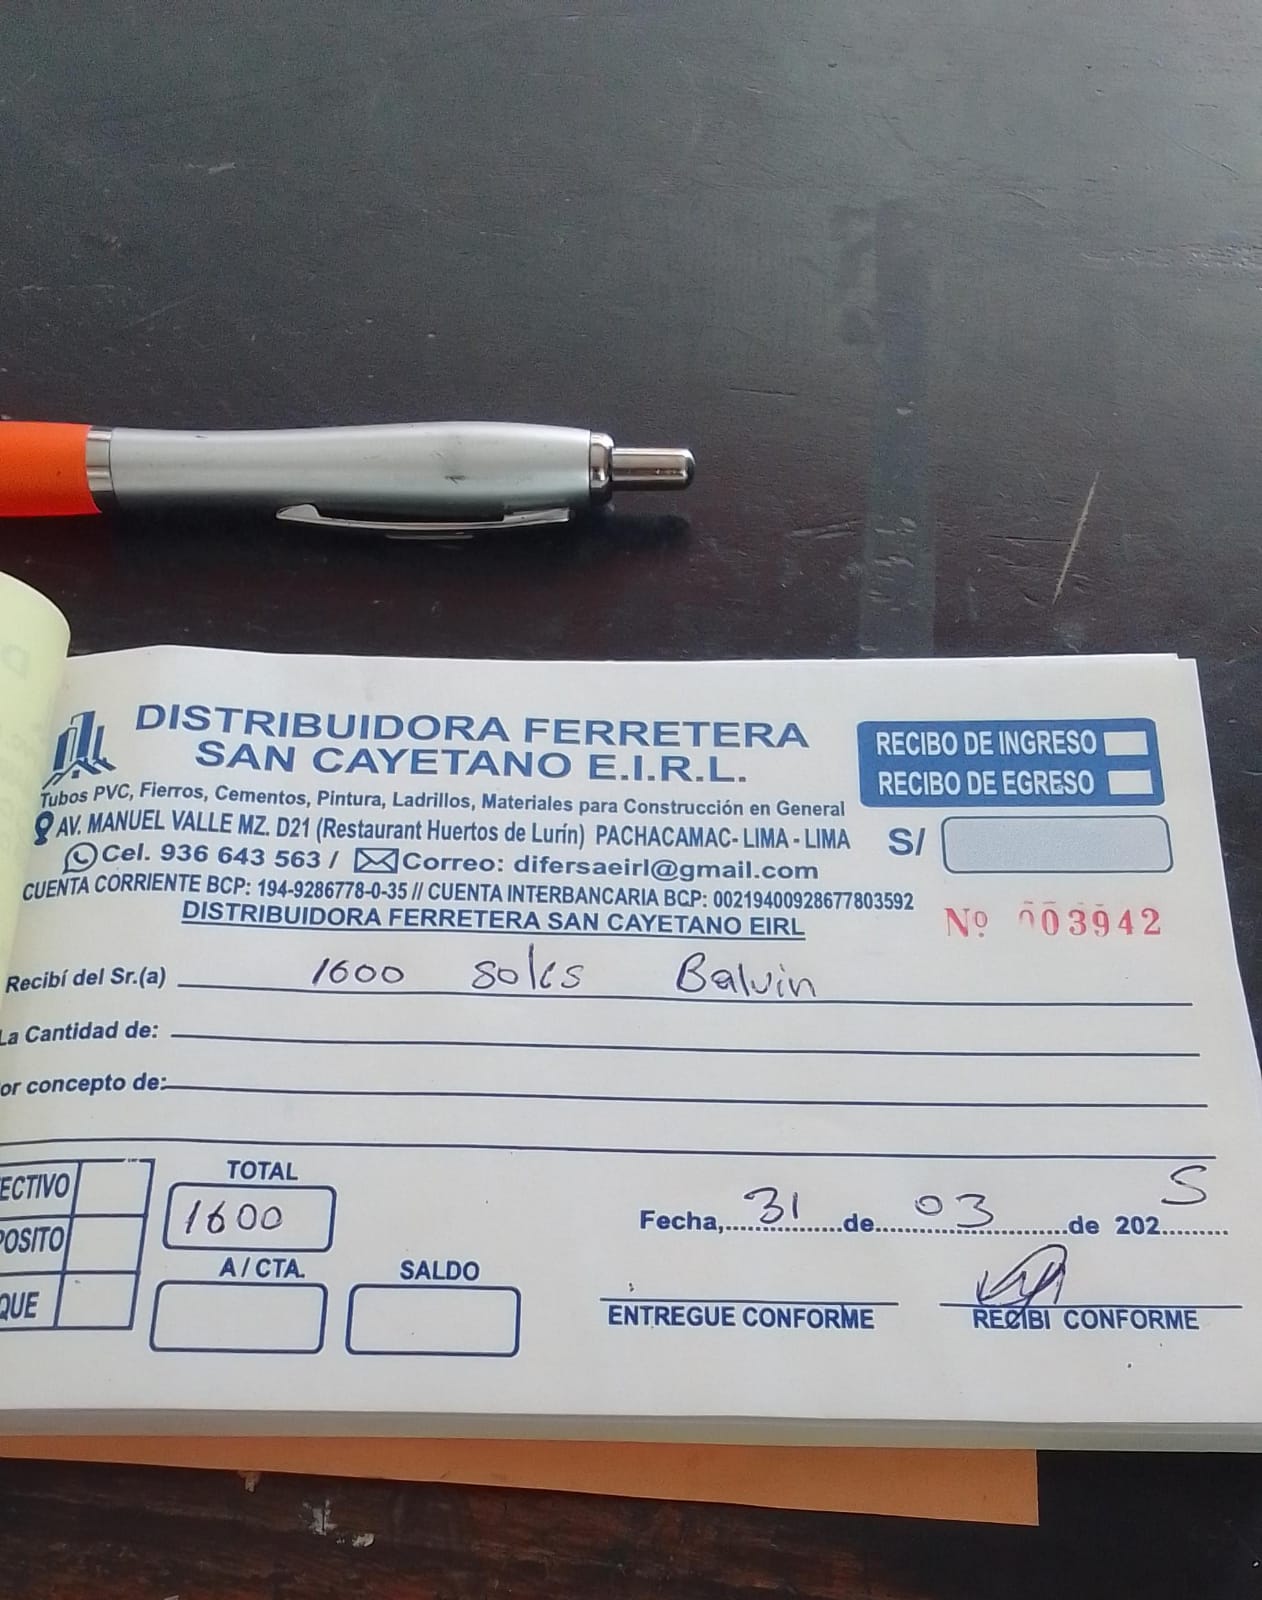 DISTRIBUIDORA FERRETERA
SAN CAYETANO E.I.R.L.
Tubos PVC, Fierros, Cementos, Pintura, Ladrillos, Materiales para Construcción en General
AV. MANUEL VALLE MZ. D21 (Restaurant Huertos de Lurín) PACHACAMAC- LIMA - LIMA
Cel. 936 643 563 / Correo: difersaeirl@gmail.com
CUENTA CORRIENTE BCP: 194-9286778-0-35 // CUENTA INTERBANCARIA BCP: 00219400928677803592
DISTRIBUIDORA FERRETERA SAN CAYETANO EIRL
RECIBO DE INGRESO
RECIBO DE EGRESO
S/
Nº 003942
Recibí del Sr.(a) 1600 soles Balvin
La Cantidad de:
or concepto de:
ECTIVO
POSITO
QUE
TOTAL
1600
A / CTA.
SALDO
Fecha, 31 de 03 de 2025
ENTREGUE CONFORME
RECIBI CONFORME